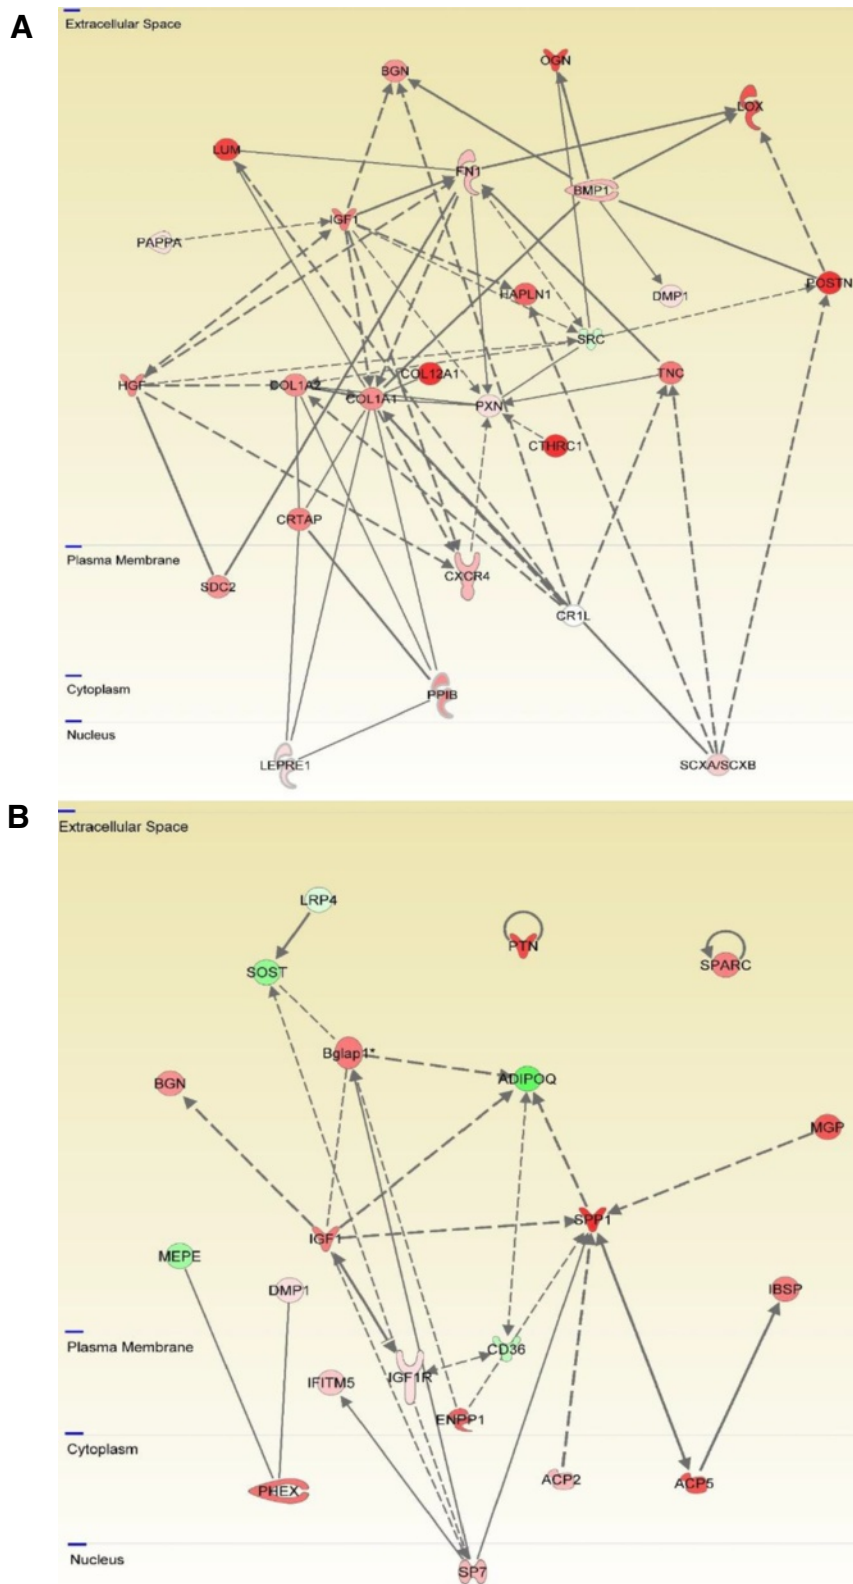 A
Extracellular Space
BGN
OGN
LOX
LUM
FN1
BMP1
IGF1
PAPPA
HAPLN1
DMP1
POSTN
SRC
HGF
COL1A2
COL12A1
COL1A1
TNC
PXN
CTHRC1
CRTAP
Plasma Membrane
SDC2
CXCR4
CR1L
Cytoplasm
PPIB
Nucleus
LEPRE1
SCXA/SCXB
B
Extracellular Space
LRP4
PTN
SPARC
SOST
Bglap1*
BGN
ADIPOQ
MGP
SPP1
IGF1
MEPE
DMP1
IBSP
Plasma Membrane
CD36
IFITM5
IGF1R
ENPP1
Cytoplasm
PHEX
ACP2
ACP5
Nucleus
SP7